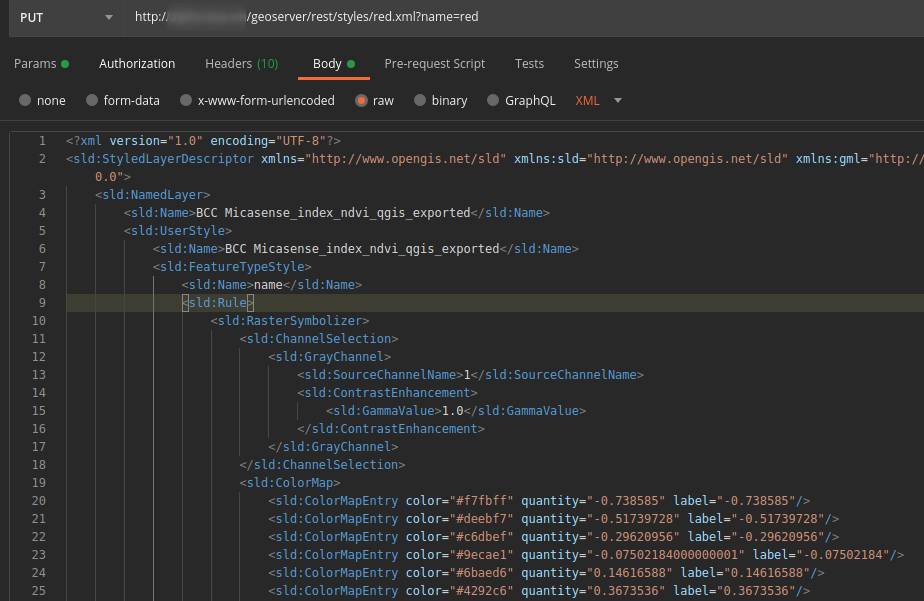 PUT http:// /geoserver/rest/styles/red.xml?name=red
Params Authorization Headers (10) Body Pre-request Script Tests Settings
none form-data x-www-form-urlencoded raw binary GraphQL XML
1 <?xml version="1.0" encoding="UTF-8"?>
2 <sld:StyledLayerDescriptor xmlns="http://www.opengis.net/sld" xmlns:sld="http://www.opengis.net/sld" xmlns:gml="http://
0.0">
3 <sld:NamedLayer>
4 <sld:Name>BCC Micasense_index_ndvi_qgis_exported</sld:Name>
5 <sld:UserStyle>
6 <sld:Name>BCC Micasense_index_ndvi_qgis_exported</sld:Name>
7 <sld:FeatureTypeStyle>
8 <sld:Name>name</sld:Name>
9 <sld:Rule>
10 <sld:RasterSymbolizer>
11 <sld:ChannelSelection>
12 <sld:GrayChannel>
13 <sld:SourceChannelName>1</sld:SourceChannelName>
14 <sld:ContrastEnhancement>
15 <sld:GammaValue>1.0</sld:GammaValue>
16 </sld:ContrastEnhancement>
17 </sld:GrayChannel>
18 </sld:ChannelSelection>
19 <sld:ColorMap>
20 <sld:ColorMapEntry color="#f7fbff" quantity="-0.738585" label="-0.738585"/>
21 <sld:ColorMapEntry color="#deebf7" quantity="-0.51739728" label="-0.51739728"/>
22 <sld:ColorMapEntry color="#c6dbef" quantity="-0.29620956" label="-0.29620956"/>
23 <sld:ColorMapEntry color="#9ecae1" quantity="-0.07502184000000001" label="-0.07502184"/>
24 <sld:ColorMapEntry color="#6baed6" quantity="0.14616588" label="0.14616588"/>
25 <sld:ColorMapEntry color="#4292c6" quantity="0.3673536" label="0.3673536"/>